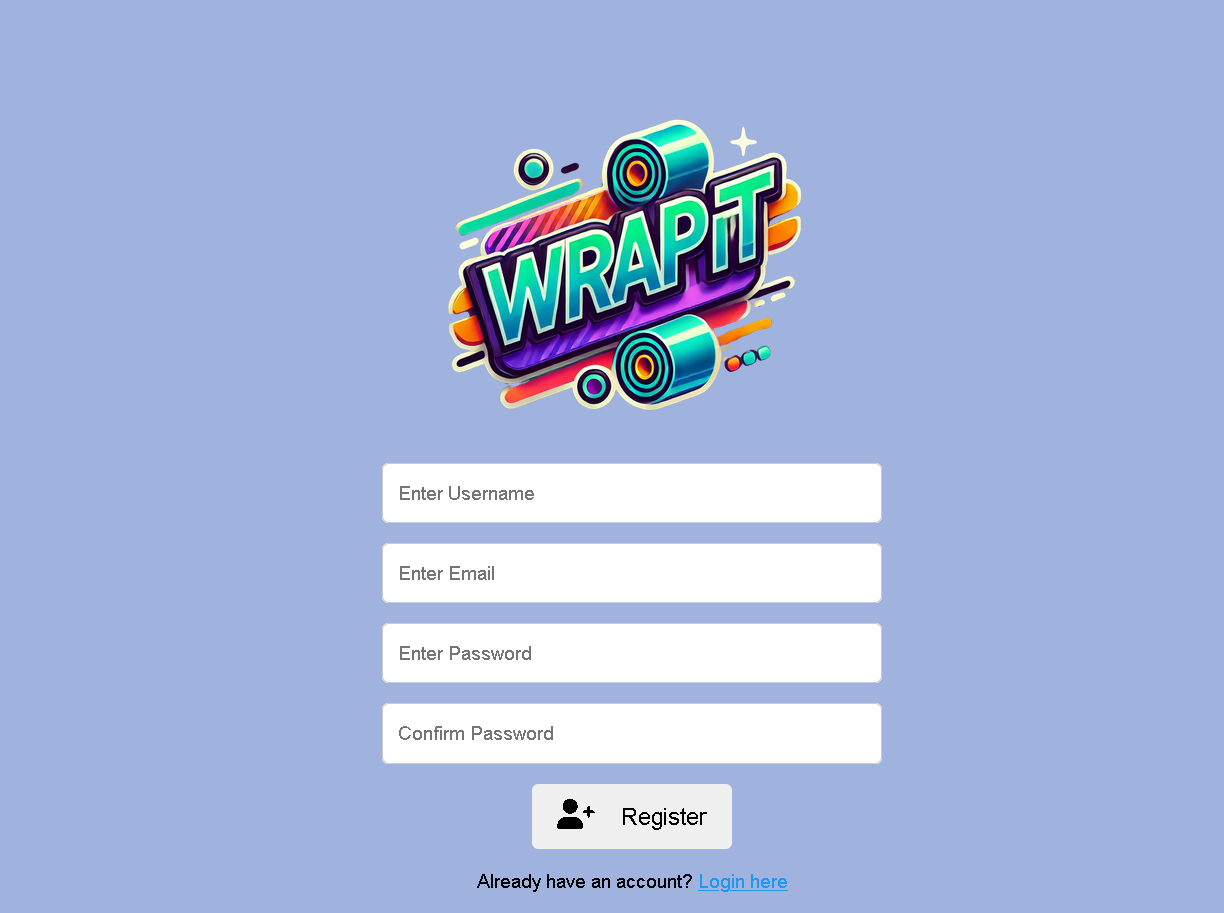 WRAPiT
Enter Username
Enter Email
Enter Password
Confirm Password
Register
Already have an account? Login here